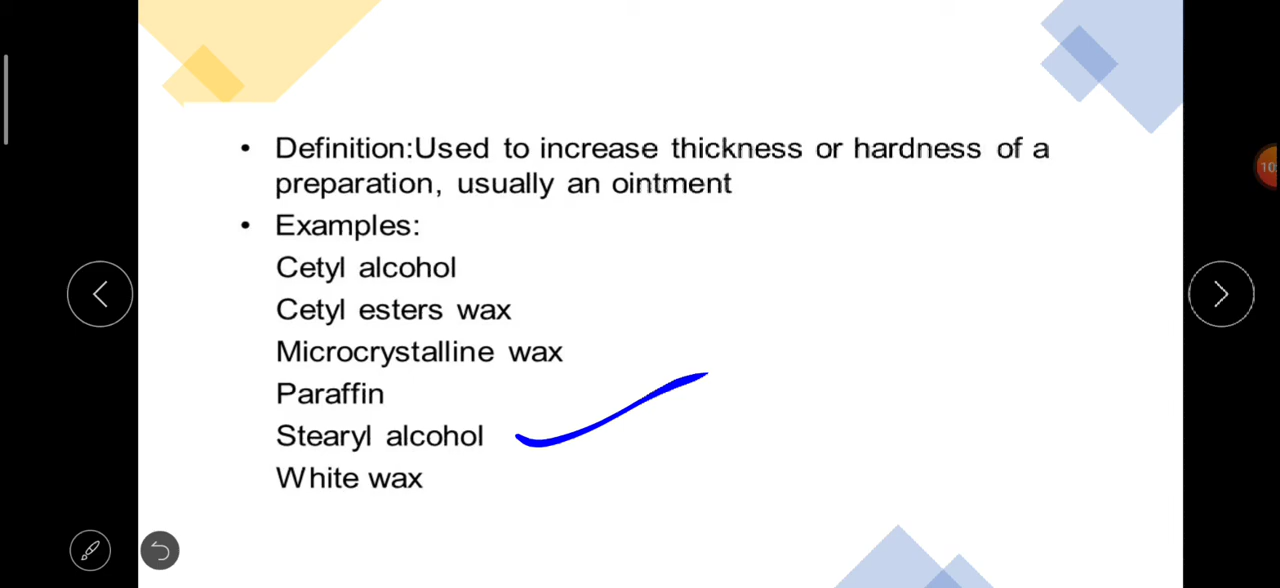 • Definition:Used to increase thickness or hardness of a
preparation, usually an ointment
• Examples:
Cetyl alcohol
Cetyl esters wax
Microcrystalline wax
Paraffin
Stearyl alcohol
White wax